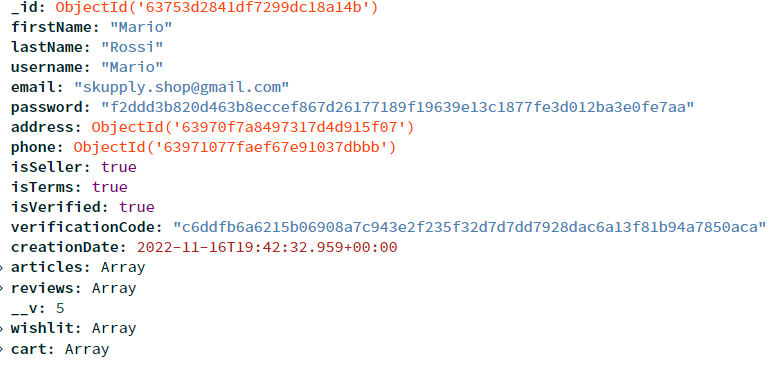 _id: ObjectId('63753d2841df7299dc18a14b')
firstName: "Mario"
lastName: "Rossi"
username: "Mario"
email: "skupply.shop@gmail.com"
password: "f2ddd3b820d463b8eccef867d26177189f19639e13c1877fe3d012ba3e0fe7aa"
address: ObjectId('63970f7a8497317d4d915f07')
phone: ObjectId('63971077faef67e91037dbbb')
isSeller: true
isTerms: true
isVerified: true
verificationCode: "c6ddfb6a6215b06908a7c943e2f235f32d7d7dd7928dac6a13f81b94a7850aca"
creationDate: 2022-11-16T19:42:32.959+00:00
articles: Array
reviews: Array
__v: 5
wishlit: Array
cart: Array